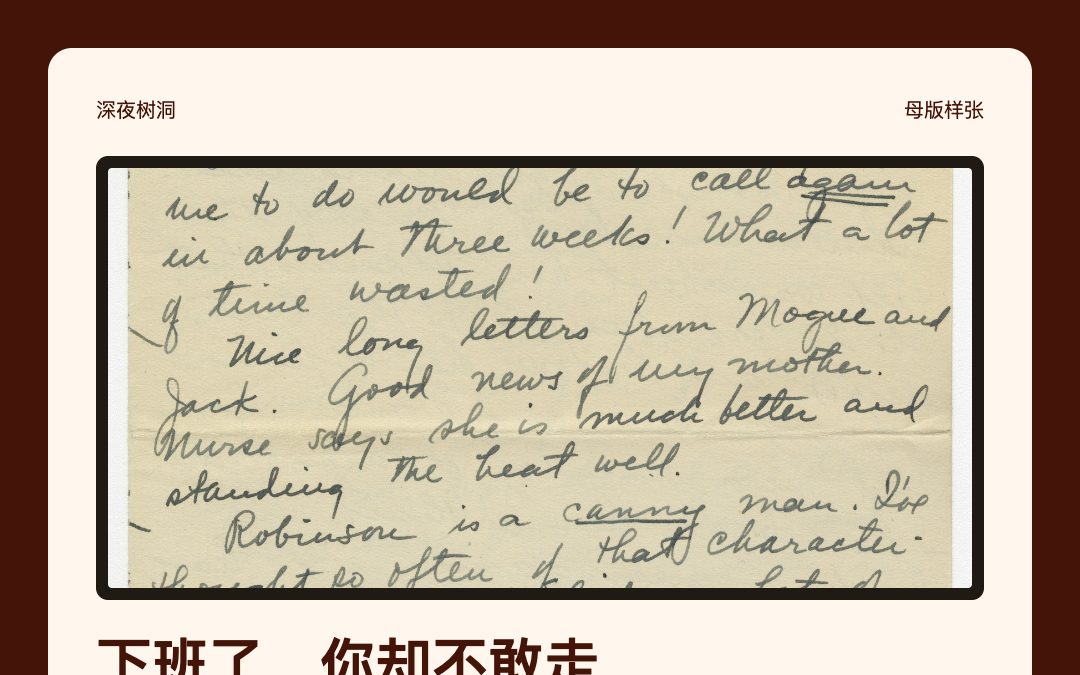 深夜树洞
母版样张
me to do would be to call again
in about three weeks! What a lot
of time wasted!
Nice long letters from Mogue and
Jack. Good news of my mother.
Nurse says she is much better and
standing the heat well.
Robinson is a canny man. I've
thought so often of that character-
下班了 你却不敢走